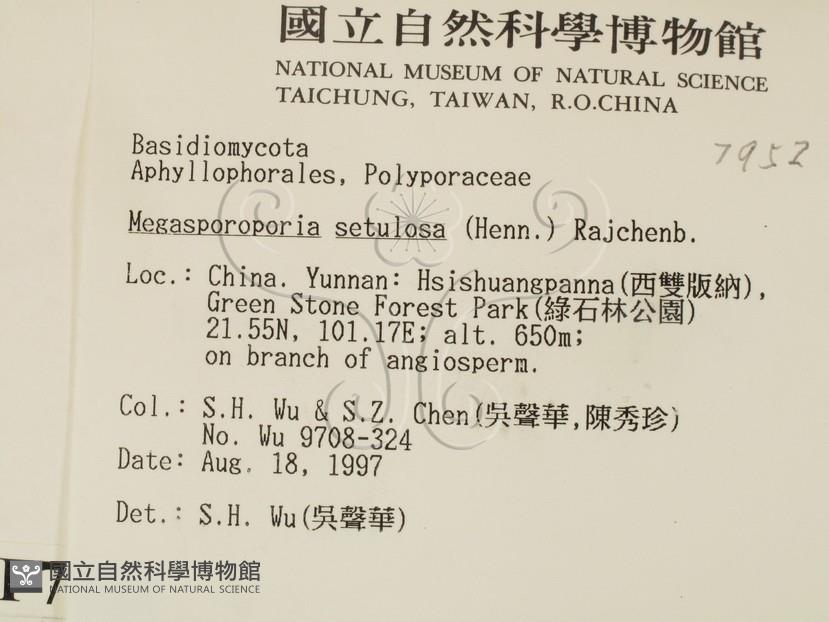 國立自然科學博物館
NATIONAL MUSEUM OF NATURAL SCIENCE
TAICHUNG, TAIWAN, R.O.CHINA
7952
Basidiomycota
Aphyllophorales, Polyporaceae
Megasporoporia setulosa (Henn.) Rajchenb.
Loc.: China. Yunnan: Hsishuangpanna(西雙版納),
Green Stone Forest Park(綠石林公園)
21.55N, 101.17E; alt. 650m;
on branch of angiosperm.
Col.: S.H. Wu & S.Z. Chen(吳聲華,陳秀珍)
No. Wu 9708-324
Date: Aug. 18, 1997
Det.: S.H. Wu(吳聲華)
國立自然科學博物館
NATIONAL MUSEUM OF NATURAL SCIENCE